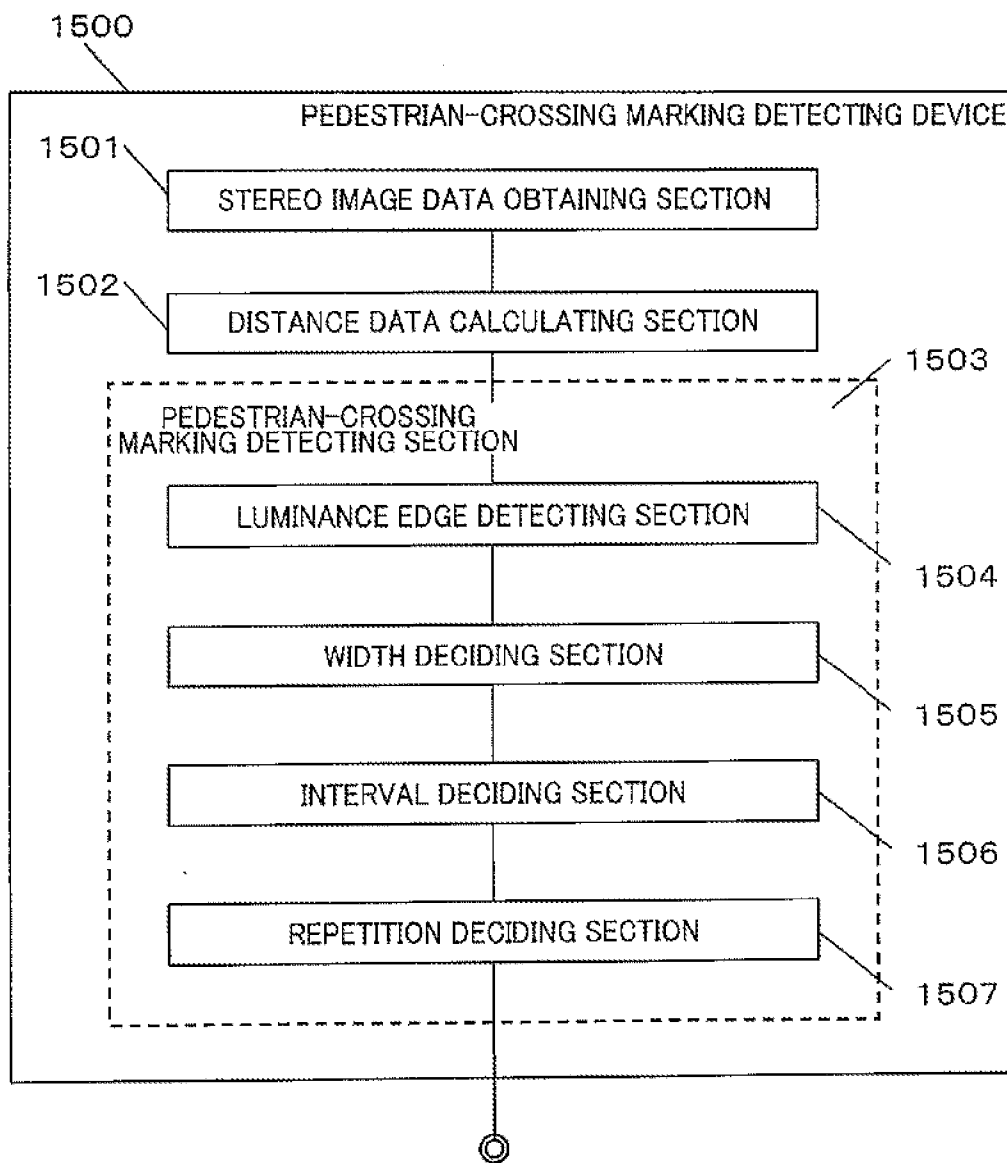 1500
PEDESTRIAN-CROSSING MARKING DETECTING DEVICE
1501
STEREO IMAGE DATA OBTAINING SECTION
1502
DISTANCE DATA CALCULATING SECTION
1503
PEDESTRIAN-CROSSING
MARKING DETECTING SECTION
LUMINANCE EDGE DETECTING SECTION
1504
WIDTH DECIDING SECTION
1505
INTERVAL DECIDING SECTION
1506
REPETITION DECIDING SECTION
1507